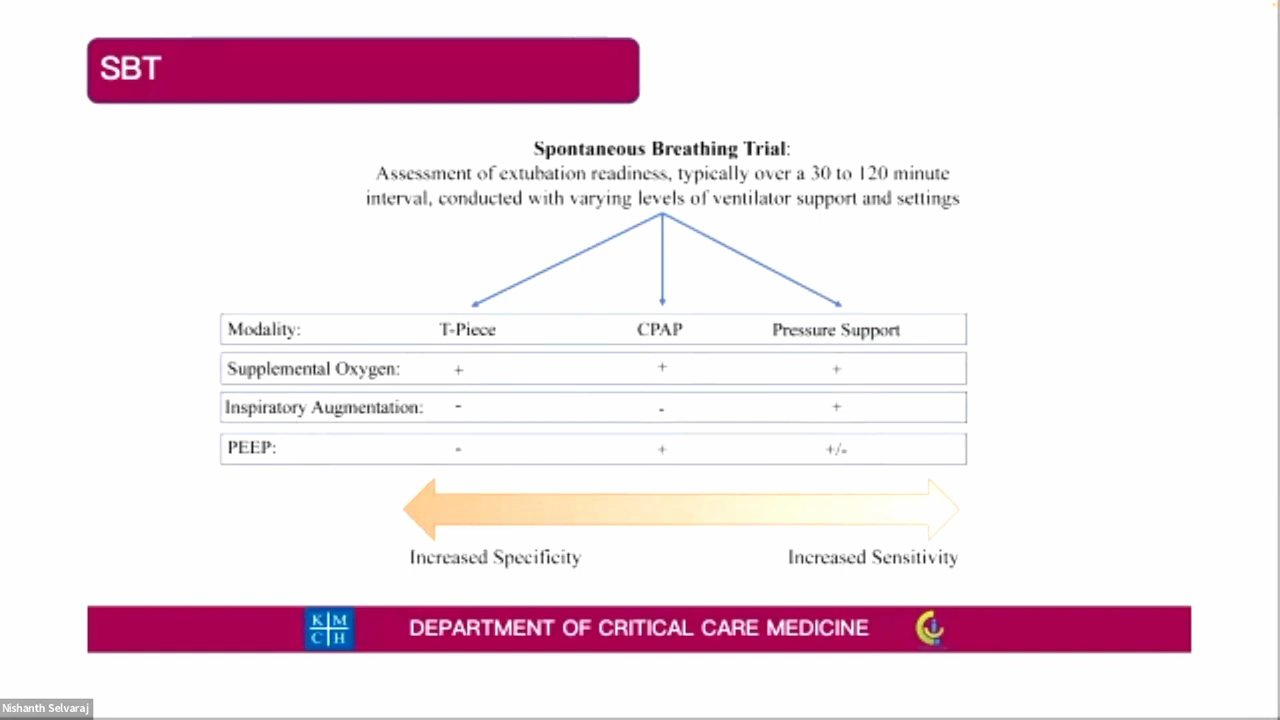 SBT
Spontaneous Breathing Trial:
Assessment of extubation readiness, typically over a 30 to 120 minute
interval, conducted with varying levels of ventilator support and settings
Modality: T-Piece CPAP Pressure Support
Supplemental Oxygen: + + +
Inspiratory Augmentation: - - +
PEEP: - + +/-
Increased Specificity Increased Sensitivity
K M
C H
DEPARTMENT OF CRITICAL CARE MEDICINE
Nishanth Selvaraj